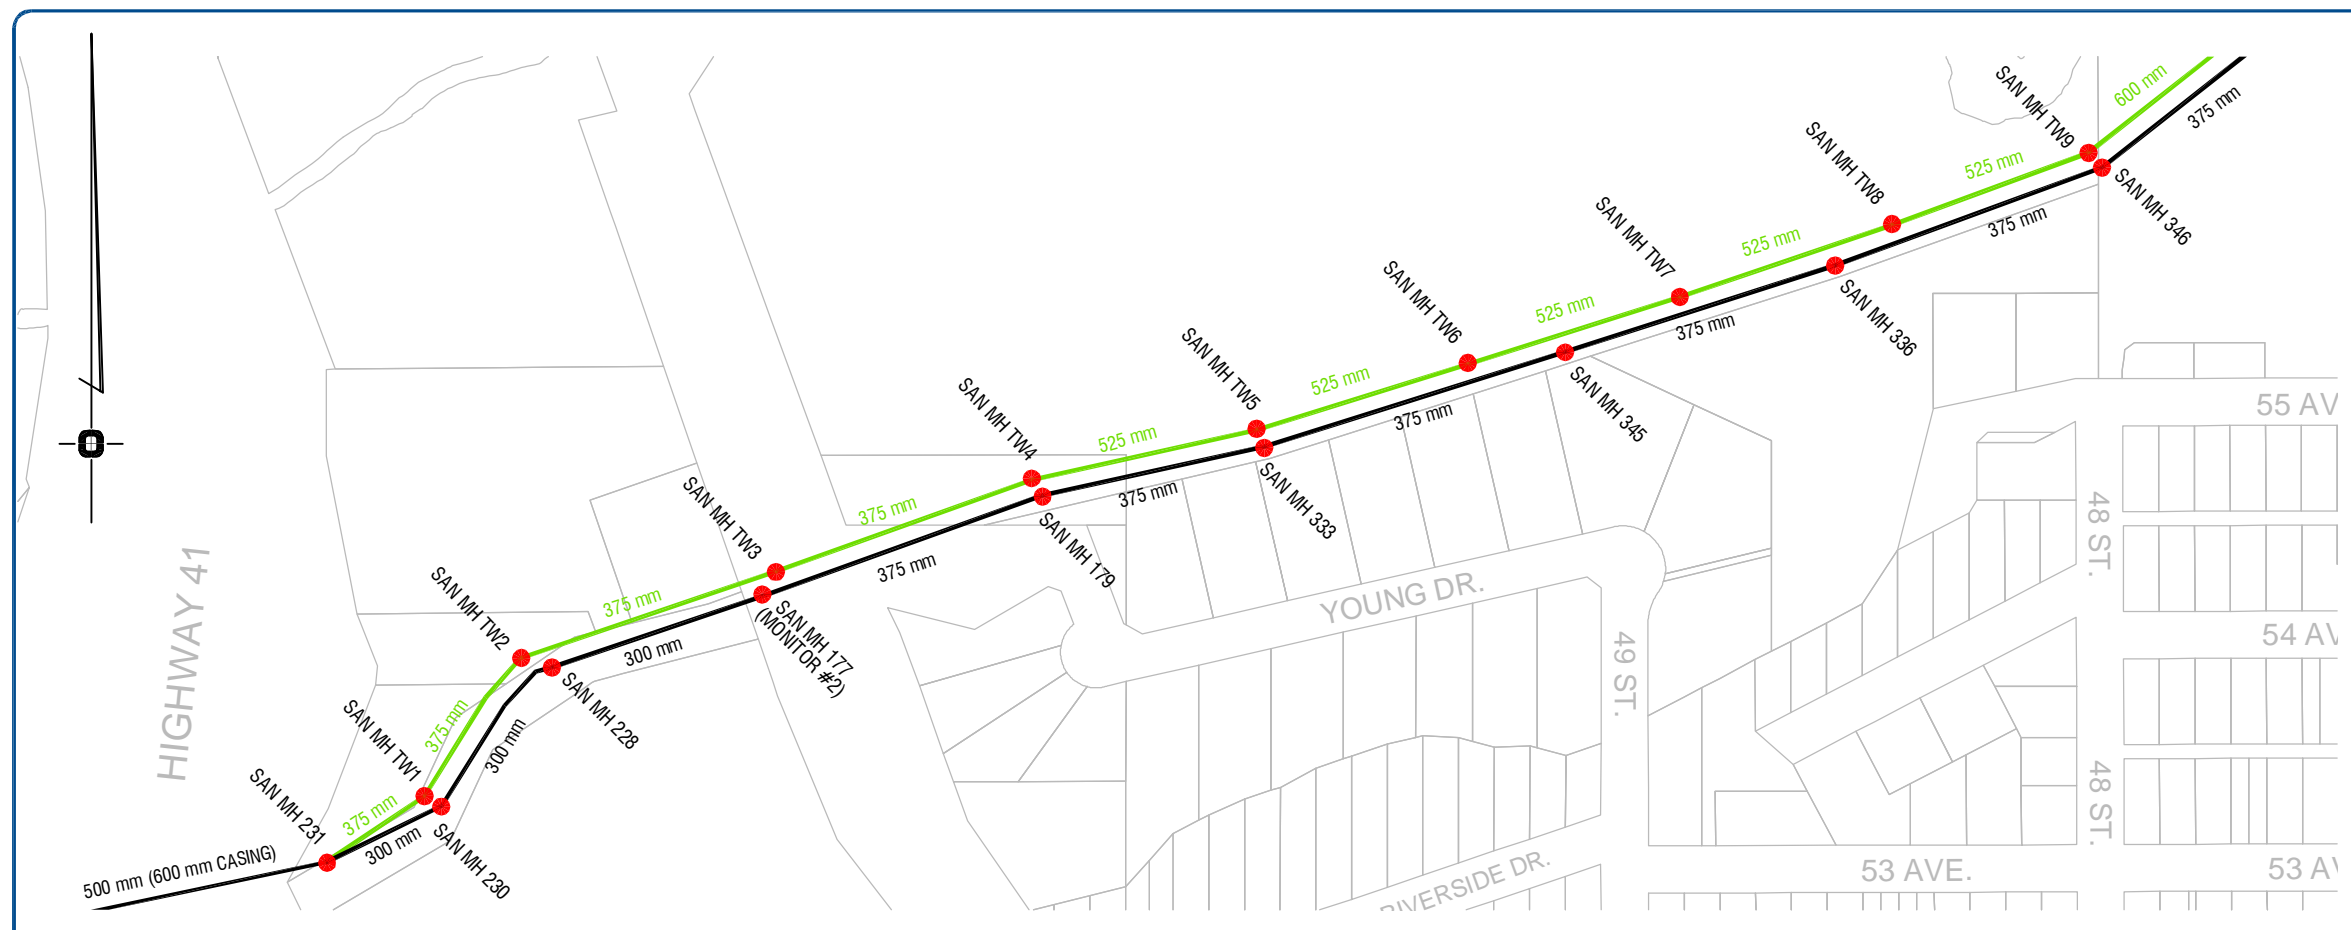 SAN MH TW9
600 mm
375 mm
SAN MH TW8
525 mm
SAN MH 346
375 mm
SAN MH TW7
525 mm
SAN MH 336
SAN MH TW6
525 mm
375 mm
SAN MH TW5
525 mm
SAN MH 345
375 mm
55 AV
SAN MH TW4
525 mm
375 mm
SAN MH 333
48 ST.
SAN MH TW3
375 mm
375 mm
SAN MH 179
HIGHWAY 41
SAN MH TW2
375 mm
300 mm
SAN MH 177
(MONITOR #2)
YOUNG DR.
49 ST.
54 AV
SAN MH TW1
375 mm
300 mm
SAN MH 228
SAN MH 231
375 mm
300 mm
SAN MH 230
500 mm (600 mm CASING)
48 ST.
RIVERSIDE DR.
53 AVE.
53 AV